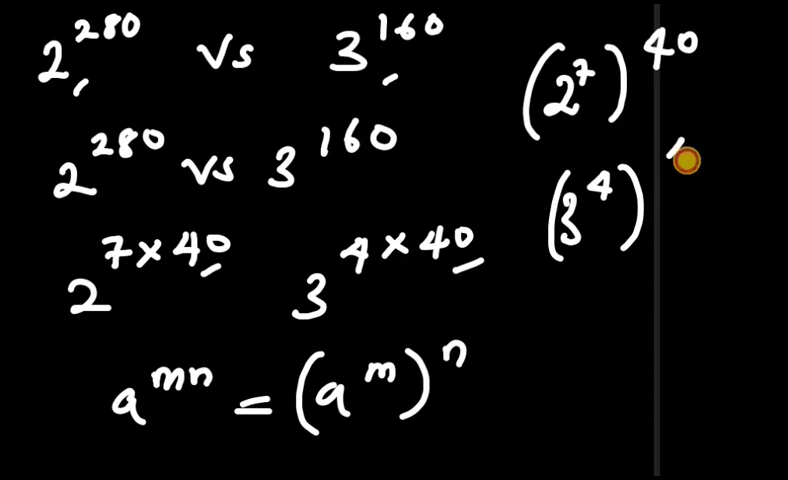 2^280 vs 3^160
2^280 vs 3^160
2^7×40 3^4×40
a^mn = (a^m)^n
(2^7)^40
(3^4)